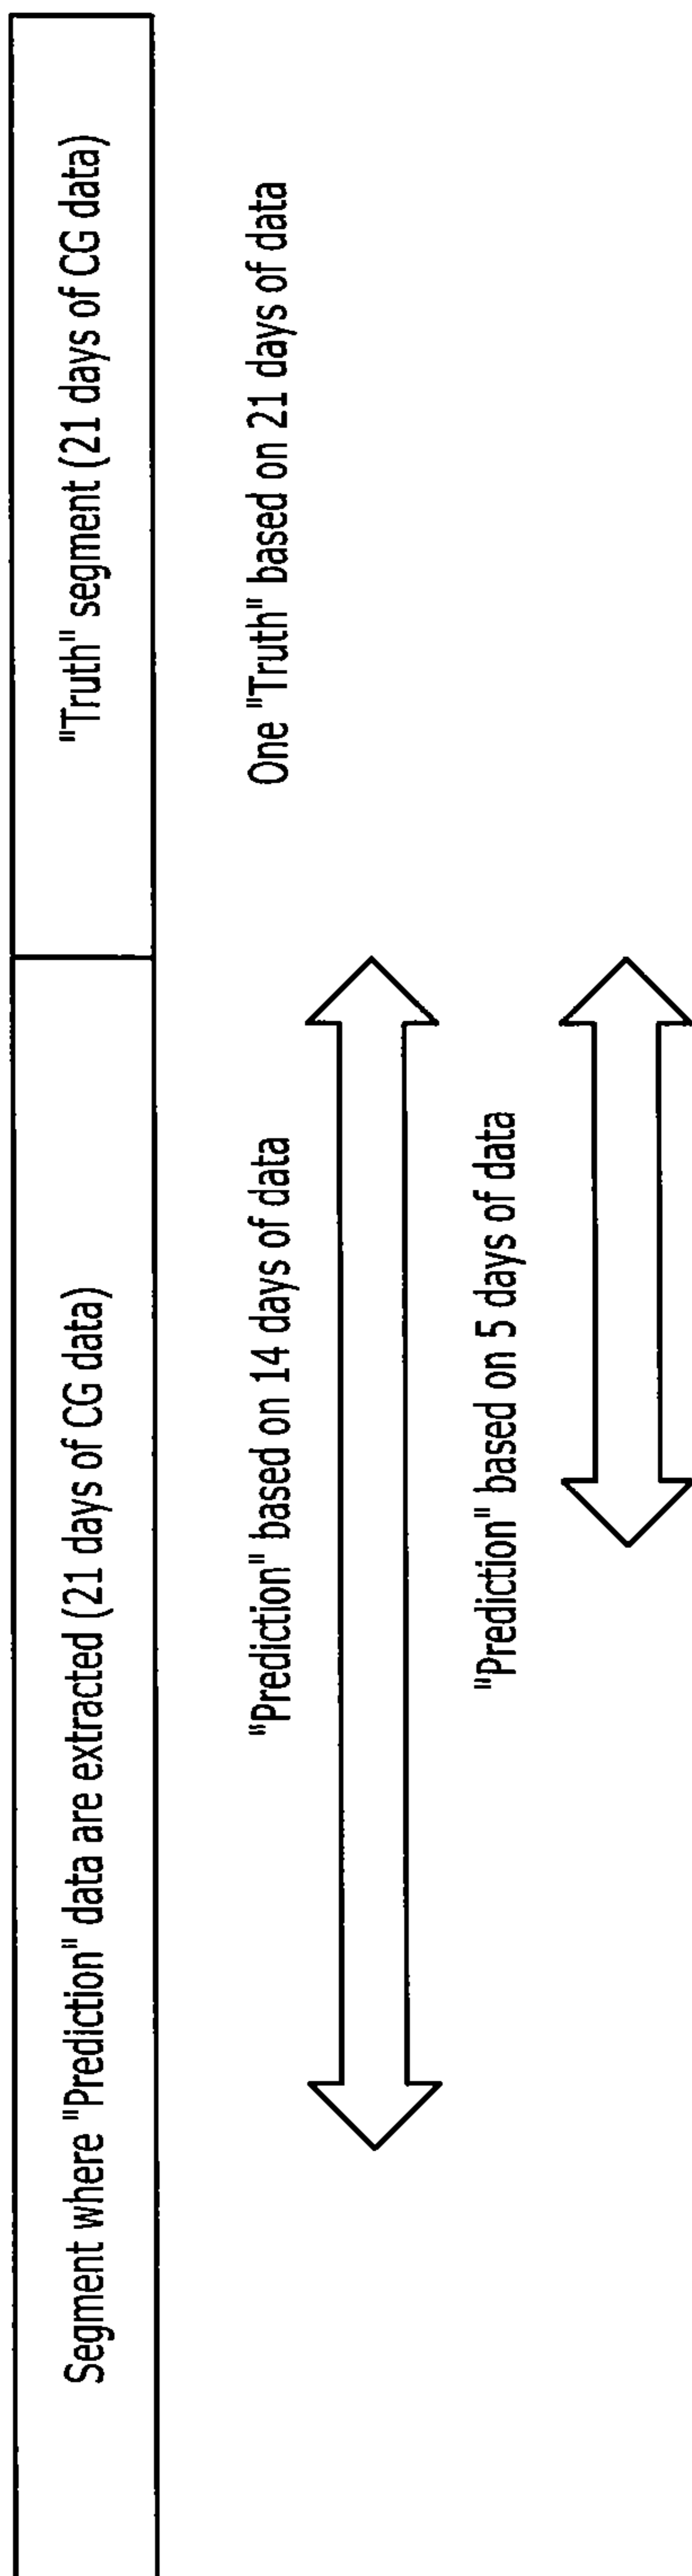 Segment where "Prediction" data are extracted (21 days of CG data)
"Truth" segment (21 days of CG data)
"Prediction" based on 14 days of data
One "Truth" based on 21 days of data
"Prediction" based on 5 days of data